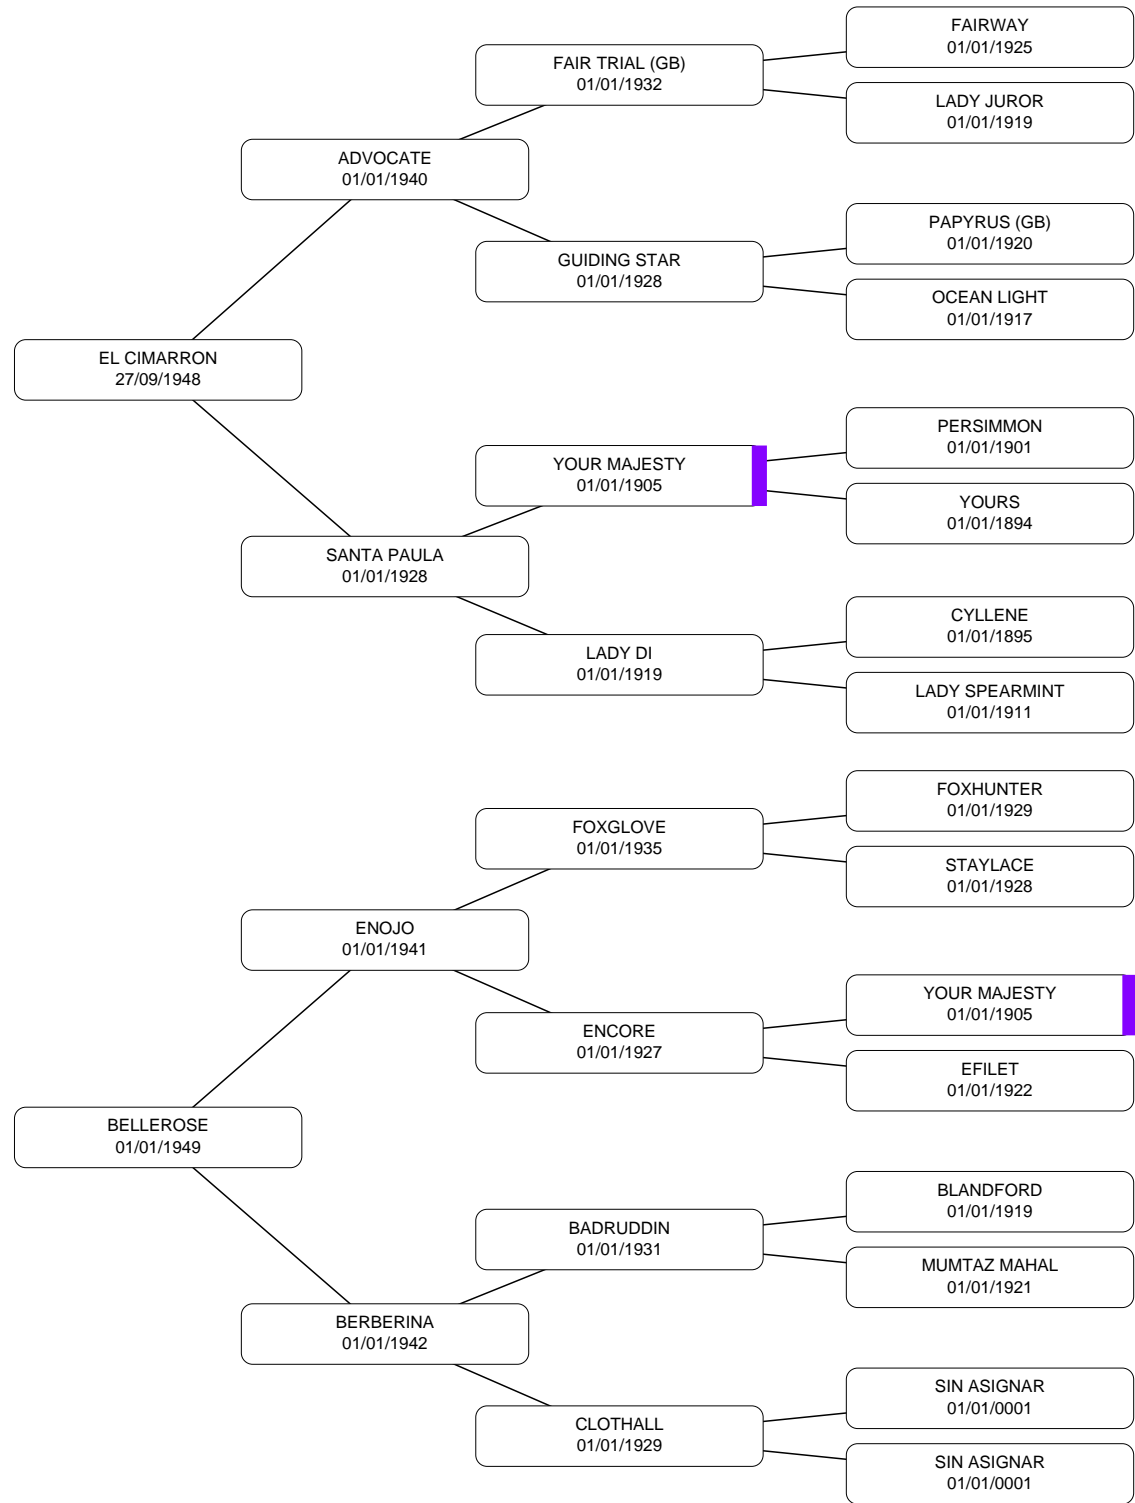 FAIRWAY
01/01/1925
FAIR TRIAL (GB)
01/01/1932
LADY JUROR
01/01/1919
ADVOCATE
01/01/1940
PAPYRUS (GB)
01/01/1920
GUIDING STAR
01/01/1928
OCEAN LIGHT
01/01/1917
EL CIMARRON
27/09/1948
PERSIMMON
01/01/1901
YOUR MAJESTY
01/01/1905
YOURS
01/01/1894
SANTA PAULA
01/01/1928
CYLLENE
01/01/1895
LADY DI
01/01/1919
LADY SPEARMINT
01/01/1911
FOXHUNTER
01/01/1929
FOXGLOVE
01/01/1935
STAYLACE
01/01/1928
ENOJO
01/01/1941
YOUR MAJESTY
01/01/1905
ENCORE
01/01/1927
EFILET
01/01/1922
BELLEROSE
01/01/1949
BLANDFORD
01/01/1919
BADRUDDIN
01/01/1931
MUMTAZ MAHAL
01/01/1921
BERBERINA
01/01/1942
SIN ASIGNAR
01/01/0001
CLOTHALL
01/01/1929
SIN ASIGNAR
01/01/0001